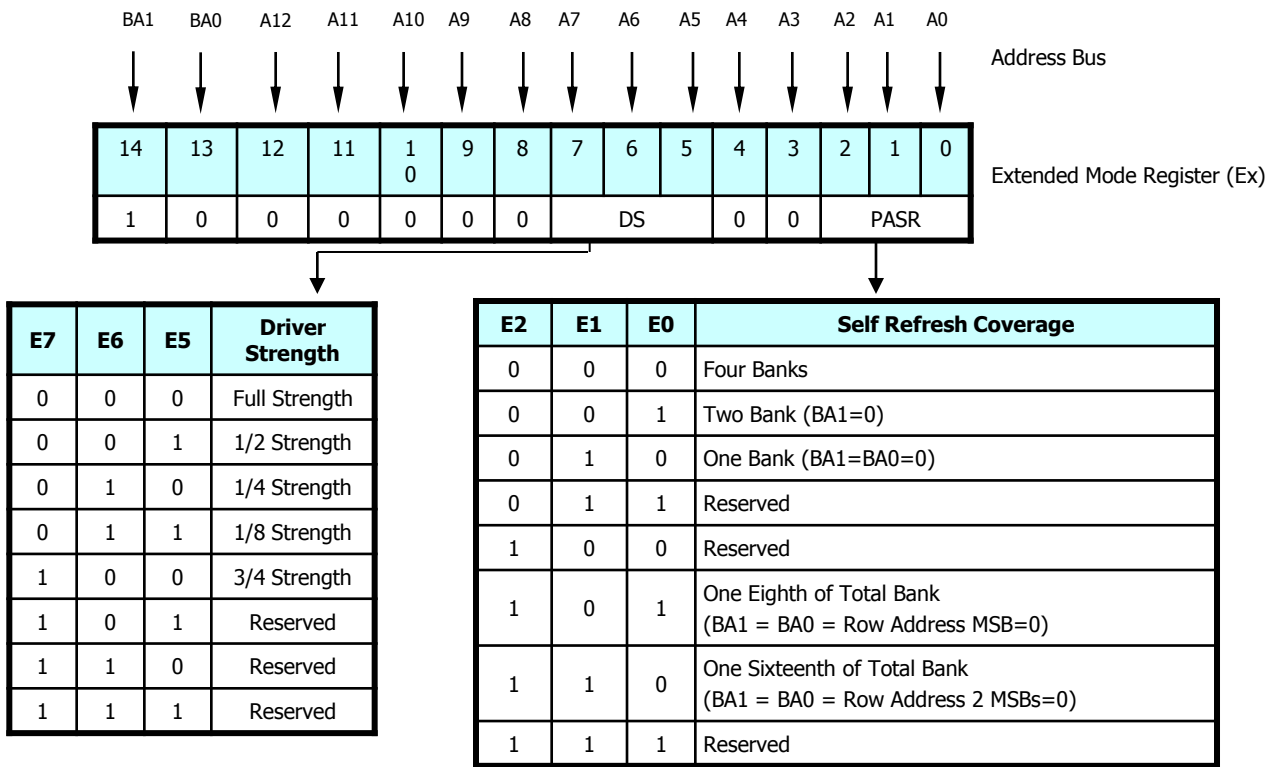 BA1 BA0 A12 A11 A10 A9 A8 A7 A6 A5 A4 A3 A2 A1 A0
Address Bus
14 13 12 11 10 9 8 7 6 5 4 3 2 1 0
Extended Mode Register (Ex)
1 0 0 0 0 0 0 DS 0 0 PASR
E7 E6 E5 Driver Strength
0 0 0 Full Strength
0 0 1 1/2 Strength
0 1 0 1/4 Strength
0 1 1 1/8 Strength
1 0 0 3/4 Strength
1 0 1 Reserved
1 1 0 Reserved
1 1 1 Reserved
E2 E1 E0 Self Refresh Coverage
0 0 0 Four Banks
0 0 1 Two Bank (BA1=0)
0 1 0 One Bank (BA1=BA0=0)
0 1 1 Reserved
1 0 0 Reserved
1 0 1 One Eighth of Total Bank
(BA1 = BA0 = Row Address MSB=0)
1 1 0 One Sixteenth of Total Bank
(BA1 = BA0 = Row Address 2 MSBs=0)
1 1 1 Reserved